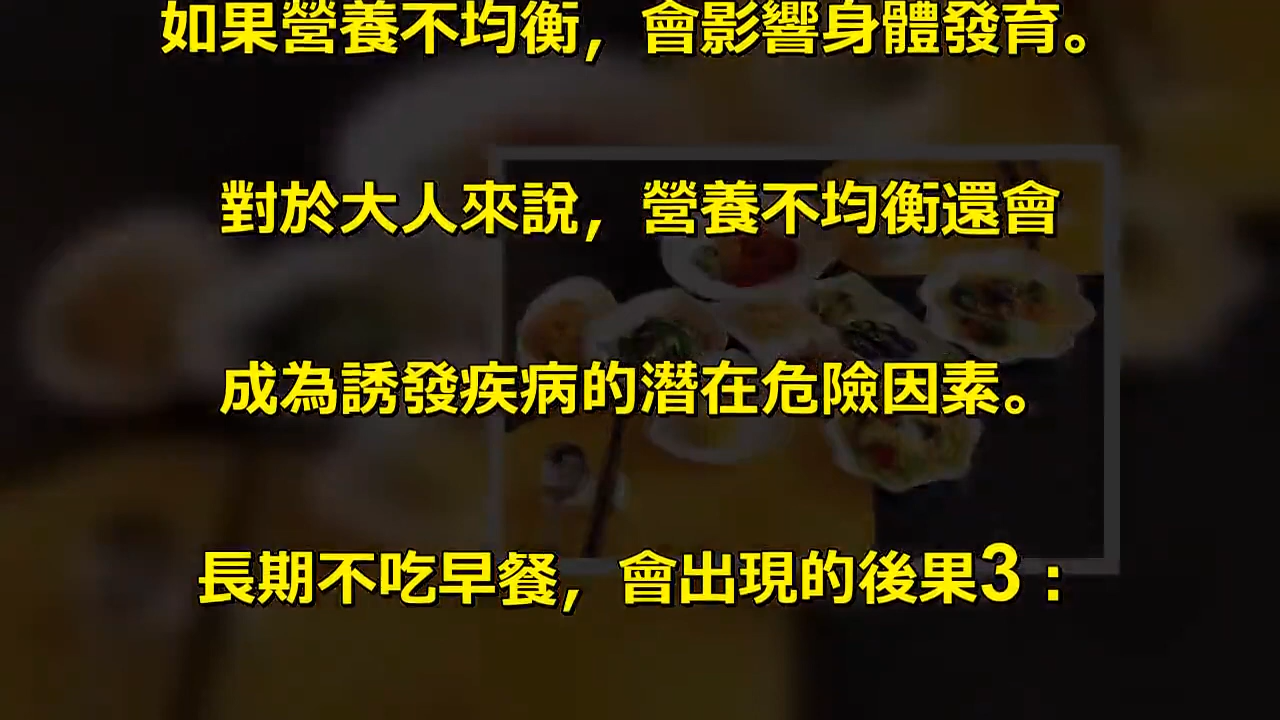 如果營養不均衡，會影響身體發育。
對於大人來說，營養不均衡還會
成為誘發疾病的潛在危險因素。
長期不吃早餐，會出現的後果3：